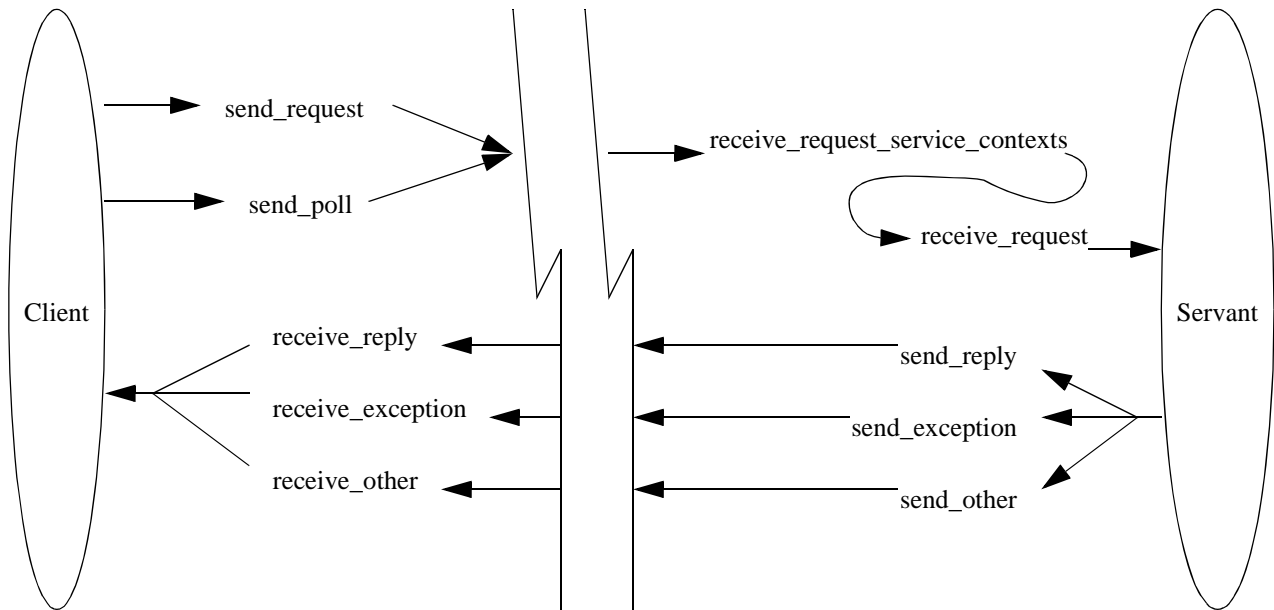 send_request
receive_request_service_contexts
send_poll
receive_request
Client
Servant
receive_reply
send_reply
receive_exception
send_exception
receive_other
send_other